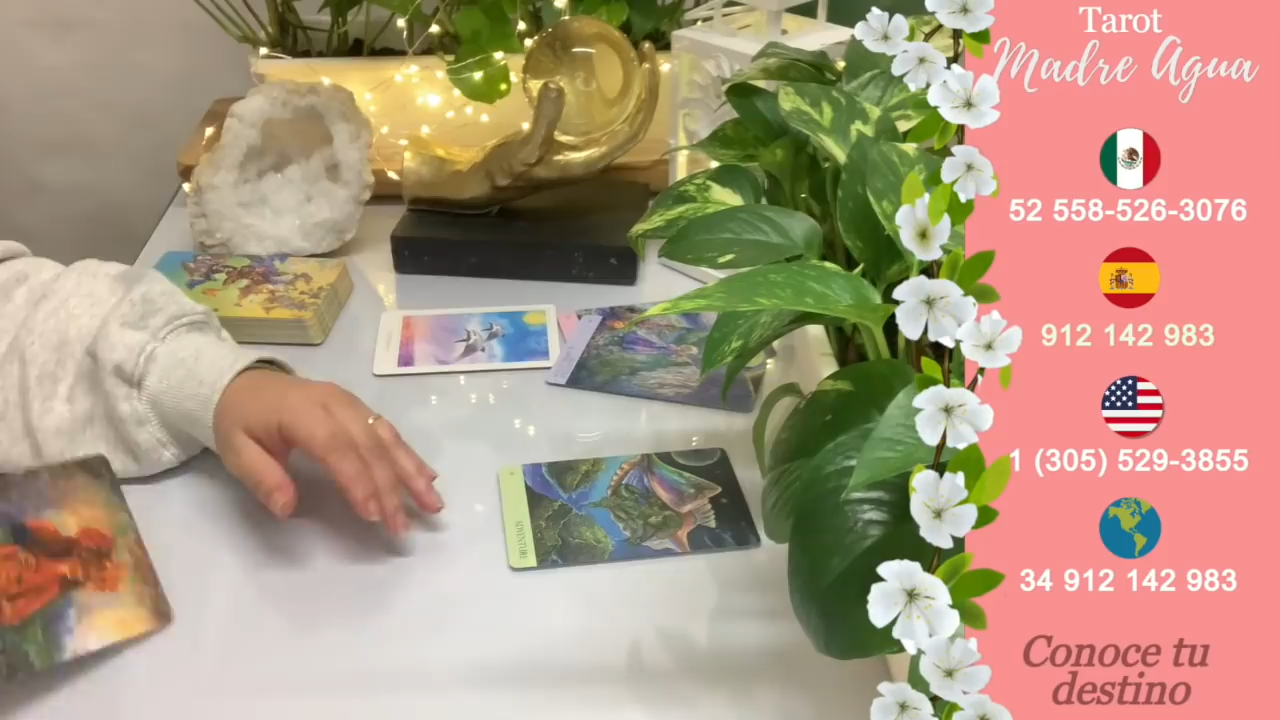 Tarot
Madre Agua
52 558-526-3076
912 142 983
1 (305) 529-3855
34 912 142 983
Conoce tu
destino
ADVENTURE